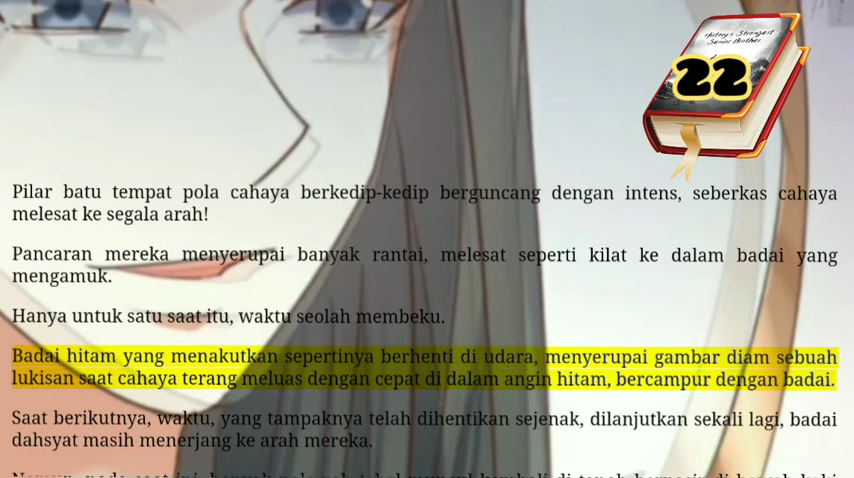 History's Strongest
Senior Brother
22
Pilar batu tempat pola cahaya berkedip-kedip berguncang dengan intens, seberkas cahaya
melesat ke segala arah!
Pancaran mereka menyerupai banyak rantai, melesat seperti kilat ke dalam badai yang
mengamuk.
Hanya untuk satu saat itu, waktu seolah membeku.
Badai hitam yang menakutkan sepertinya berhenti di udara, menyerupai gambar diam sebuah
lukisan saat cahaya terang meluas dengan cepat di dalam angin hitam, bercampur dengan badai.
Saat berikutnya, waktu, yang tampaknya telah dihentikan sejenak, dilanjutkan sekali lagi, badai
dahsyat masih menerjang ke arah mereka.